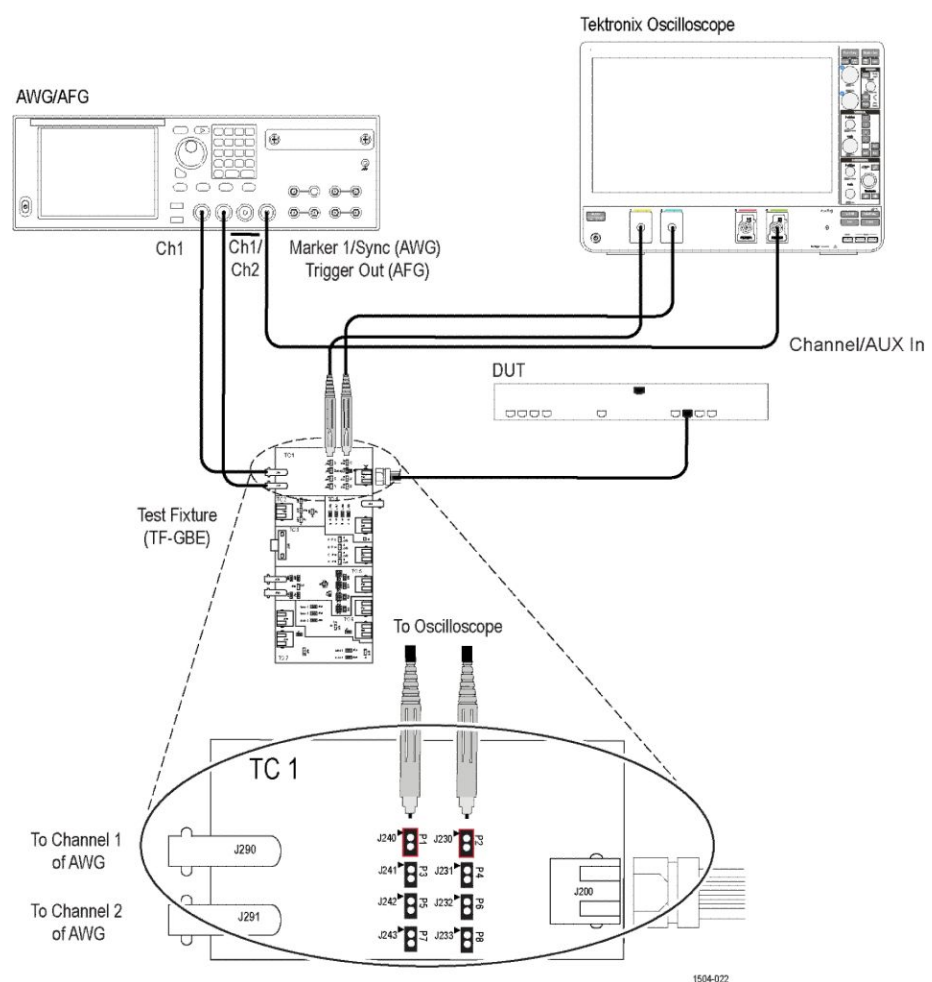 Tektronix Oscilloscope
AWG/AFG
Ch1
Ch1/
Ch2
Marker 1/Sync (AWG)
Trigger Out (AFG)
Channel/AUX In
DUT
TC1
Test Fixture
(TF-GBE)
To Oscilloscope
TC 1
To Channel 1
of AWG
J290
To Channel 2
of AWG
J291
J240 P1 J230 P2
J241 P3 J231 P4
J242 P5 J232 P6
J243 P7 J233 P8
J200
1504-022